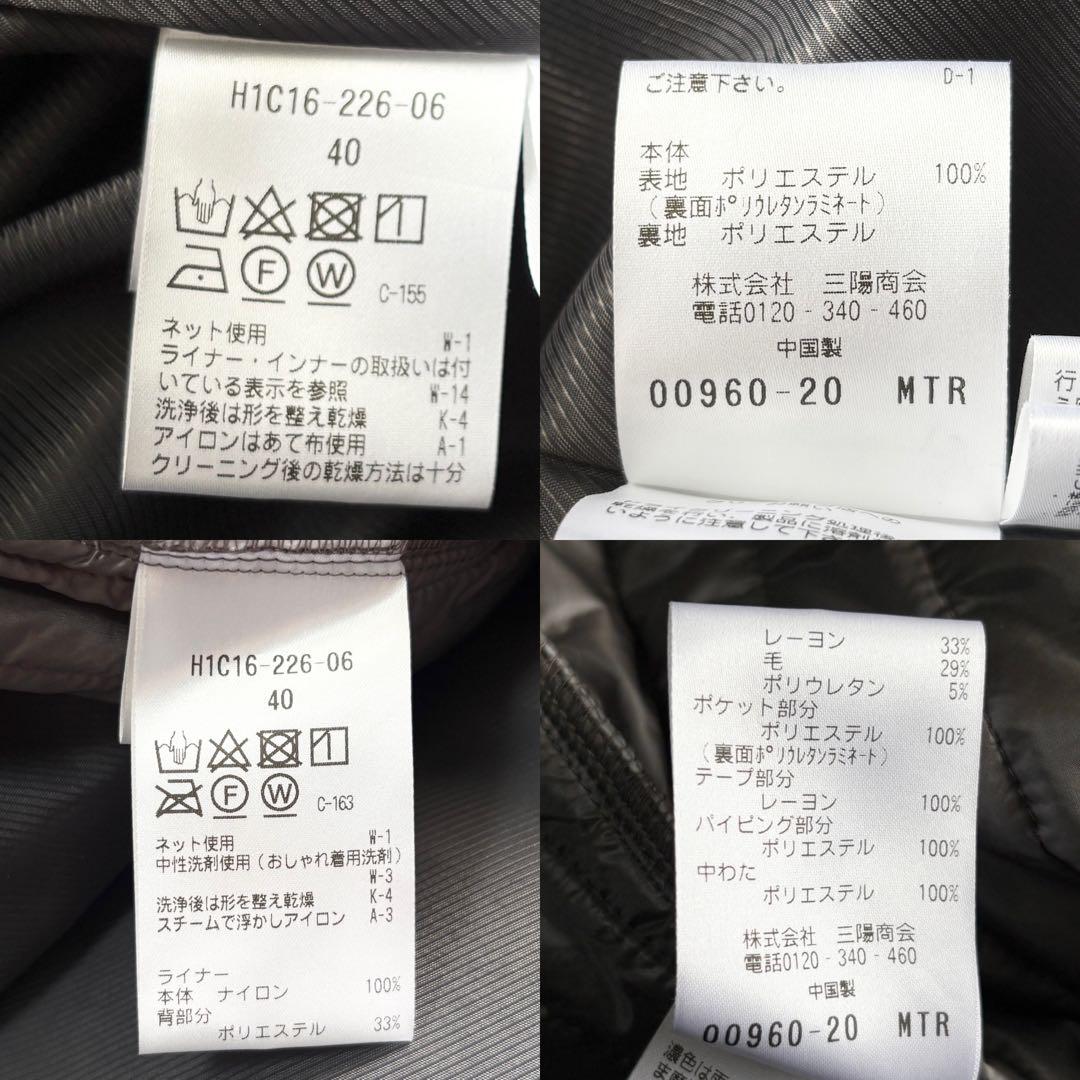 H1C16-226-06
40
F W C-155
ネット使用 W-1
ライナー・インナーの取扱いは付
いている表示を参照 W-14
洗浄後は形を整え乾燥 K-4
アイロンはあて布使用 A-1
クリーニング後の乾燥方法は十分
ご注意下さい。 D-1
本体
表地 ポリエステル 100%
（裏面ﾎﾟﾘｳﾚﾀﾝﾗﾐﾈｰﾄ）
裏地 ポリエステル
株式会社 三陽商会
電話0120-340-460
中国製
00960-20 MTR
行
いように注意して下さ
H1C16-226-06
40
F W C-163
ネット使用 W-1
中性洗剤使用（おしゃれ着用洗剤）
W-3
洗浄後は形を整え乾燥 K-4
スチームで浮かしアイロン A-3
ライナー
本体 ナイロン 100%
背部分
ポリエステル 33%
レーヨン 33%
毛 29%
ポリウレタン 5%
ポケット部分
ポリエステル 100%
（裏面ﾎﾟﾘｳﾚﾀﾝﾗﾐﾈｰﾄ）
テープ部分
レーヨン 100%
パイピング部分
ポリエステル 100%
中わた
ポリエステル 100%
株式会社 三陽商会
電話0120-340-460
中国製
00960-20 MTR
濃色は雨